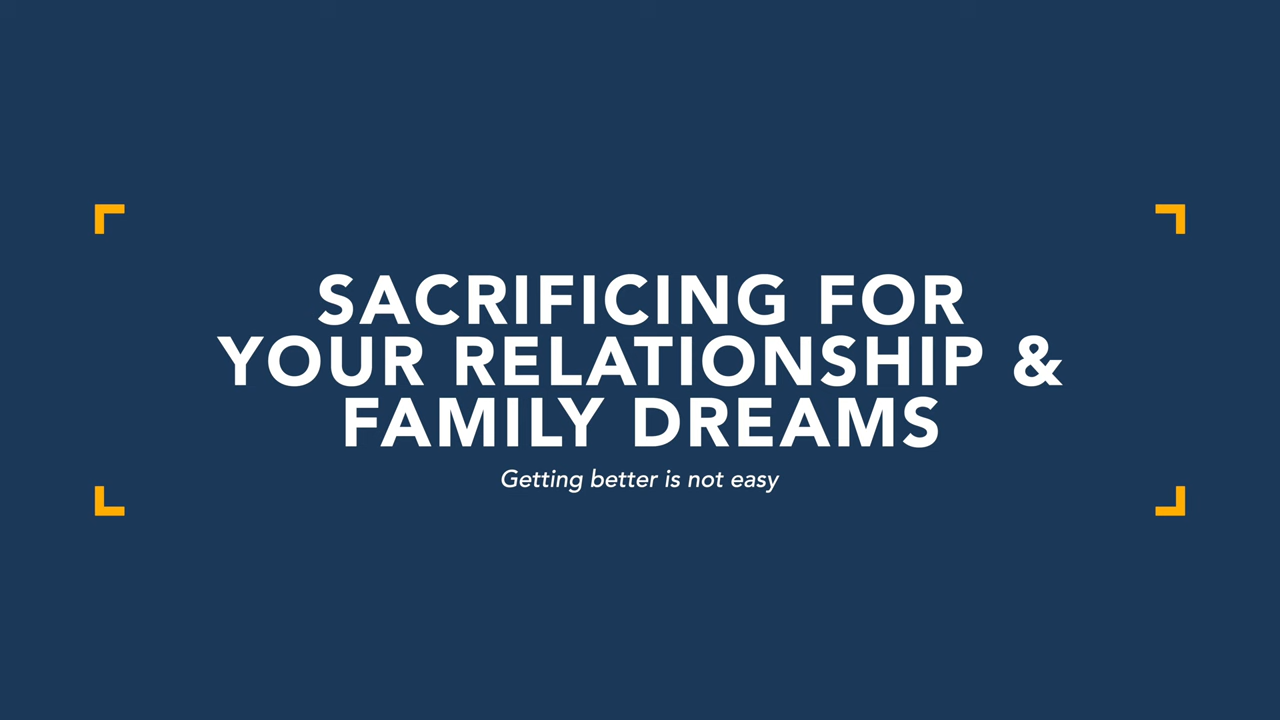 SACRIFICING FOR
YOUR RELATIONSHIP &
FAMILY DREAMS
Getting better is not easy